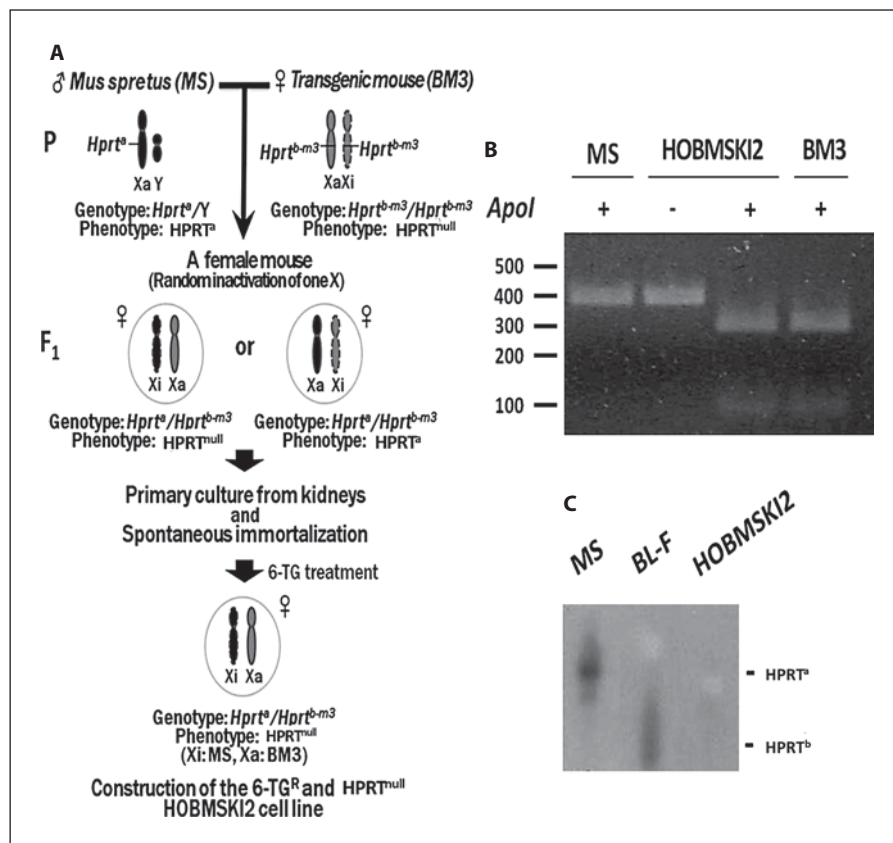 A
♂ Mus spretus (MS) ♀ Transgenic mouse (BM3)
P
Hprtᵃ
Hprtᵇ⁻ᵐ³ Hprtᵇ⁻ᵐ³
Xa Y XaXi
Genotype: Hprtᵃ/Y Genotype: Hprtᵇ⁻ᵐ³/Hprtᵇ⁻ᵐ³
Phenotype: HPRTᵃ Phenotype: HPRTⁿᵘˡˡ
A female mouse
(Random inactivation of one X)
F₁
♀ or ♀
Xi Xa Xa Xi
Genotype: Hprtᵃ/Hprtᵇ⁻ᵐ³ Genotype: Hprtᵃ/Hprtᵇ⁻ᵐ³
Phenotype: HPRTⁿᵘˡˡ Phenotype: HPRTᵃ
Primary culture from kidneys
and
Spontaneous immortalization
6-TG treatment
♀
Xi Xa
Genotype: Hprtᵃ/Hprtᵇ⁻ᵐ³
Phenotype: HPRTⁿᵘˡˡ
(Xi: MS, Xa: BM3)
Construction of the 6-TGᴿ and HPRTⁿᵘˡˡ
HOBMSKI2 cell line
B
MS HOBMSKI2 BM3
ApoI + - + +
500
400
300
200
100
C
MS BL-F HOBMSKI2
- HPRTᵃ
- HPRTᵇ